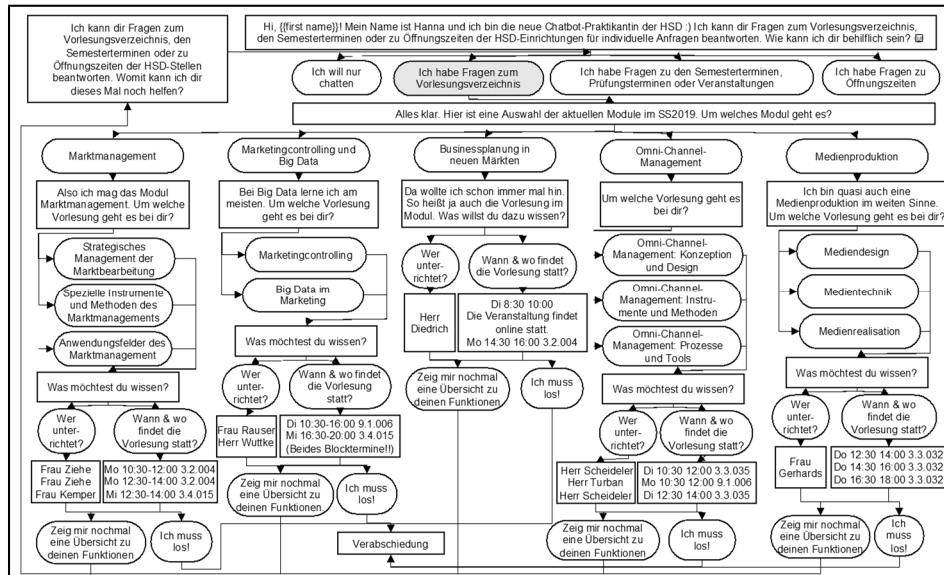 Ich kann dir Fragen zum
Vorlesungsverzeichnis, den
Semesterterminen oder zu
Öffnungszeiten der HSD-Stellen
beantworten. Womit kann ich dir
dieses Mal noch helfen?
Hi, {{first name}}! Mein Name ist Hanna und ich bin die neue Chatbot-Praktikantin der HSD :) Ich kann dir Fragen zum Vorlesungsverzeichnis,
den Semesterterminen oder zu Öffnungszeiten der HSD-Einrichtungen für individuelle Anfragen beantworten. Wie kann ich dir behilflich sein?
Ich will nur
chatten
Ich habe Fragen zum
Vorlesungsverzeichnis
Ich habe Fragen zu den Semesterterminen,
Prüfungsterminen oder Veranstaltungen
Ich habe Fragen zu
Öffnungszeiten
Alles klar. Hier ist eine Auswahl der aktuellen Module im SS2019. Um welches Modul geht es?
Marktmanagement
Also ich mag das Modul
Marktmanagement. Um welche
Vorlesung geht es bei dir?
Strategisches
Management der
Marktbearbeitung
Spezielle Instrumente
und Methoden des
Marktmanagements
Anwendungsfelder des
Marktmanagement
Was möchtest du wissen?
Wer
unter-
richtet?
Wann & wo
findet die
Vorlesung statt?
Frau Ziehe
Frau Ziehe
Frau Kemper
Mo 10:30-12:00 3.2.004
Mo 12:30-14:00 3.2.004
Mi 12:30-14:00 3.4.015
Zeig mir nochmal
eine Übersicht zu
deinen Funktionen
Ich muss
los!
Marketingcontrolling und
Big Data
Bei Big Data lerne ich am
meisten. Um welche Vorlesung
geht es bei dir?
Marketingcontrolling
Big Data im
Marketing
Was möchtest du wissen?
Wer
unte-
richtet?
Wann & wo findet
die Vorlesung
statt?
Frau Rauser
Herr Wuttke
Di 10:30-16:00 9.1.006
Mi 16:30-20:00 3.4.015
(Beides Blocktermine!!)
Zeig mir nochmal
eine Übersicht zu
deinen Funktionen.
Ich muss
los!
Verabschiedung
Businessplanung in
neuen Märkten
Da wollte ich schon immer mal hin.
So heißt ja auch die Vorlesung im
Modul. Was willst du dazu wissen?
Wer
unte-
richtet?
Wann & wo findet
die Vorlesung statt?
Herr
Diedrich
Di 8:30 10:00
Die Veranstaltung findet
online statt.
Mo 14:30 16:00 3.2.004
Zeig mir nochmal
eine Übersicht zu
deinen Funktionen
Ich muss
los!
Omni-Channel-
Management
Um welche Vorlesung geht es
bei dir?
Omni-Channel-
Management: Konzeption
und Design
Omni-Channel-
Management: Instru-
mente und Methoden
Omni-Channel-
Management: Prozesse
und Tools
Was möchtest du wissen?
Wer
unter-
richtet?
Wann & wo
findet die
Vorlesung statt?
Herr Scheideler
Herr Turban
Herr Scheideler
Di 10:30 12:00 3.3.035
Mo 10:30 12:00 9.1.006
Di 12:30 14:00 3.3.035
Zeig mir nochmal
eine Übersicht zu
deinen Funktionen
Ich muss
los!
Medienproduktion
Ich bin quasi auch eine
Medienproduktion im weiten Sinne.
Um welche Vorlesung geht es bei dir?
Mediendesign
Medientechnik
Medienrealisation
Was möchtest du wissen?
Wer
unter-
richtet?
Wann & wo
findet die
Vorlesung statt?
Frau
Gerhards
Do 12:30 14:00 3.3.032
Do 14:30 16:00 3.3.032
Do 16:30 18:00 3.3.032
Zeig mir nochmal
eine Übersicht zu
deinen Funktionen
Ich
muss
los!